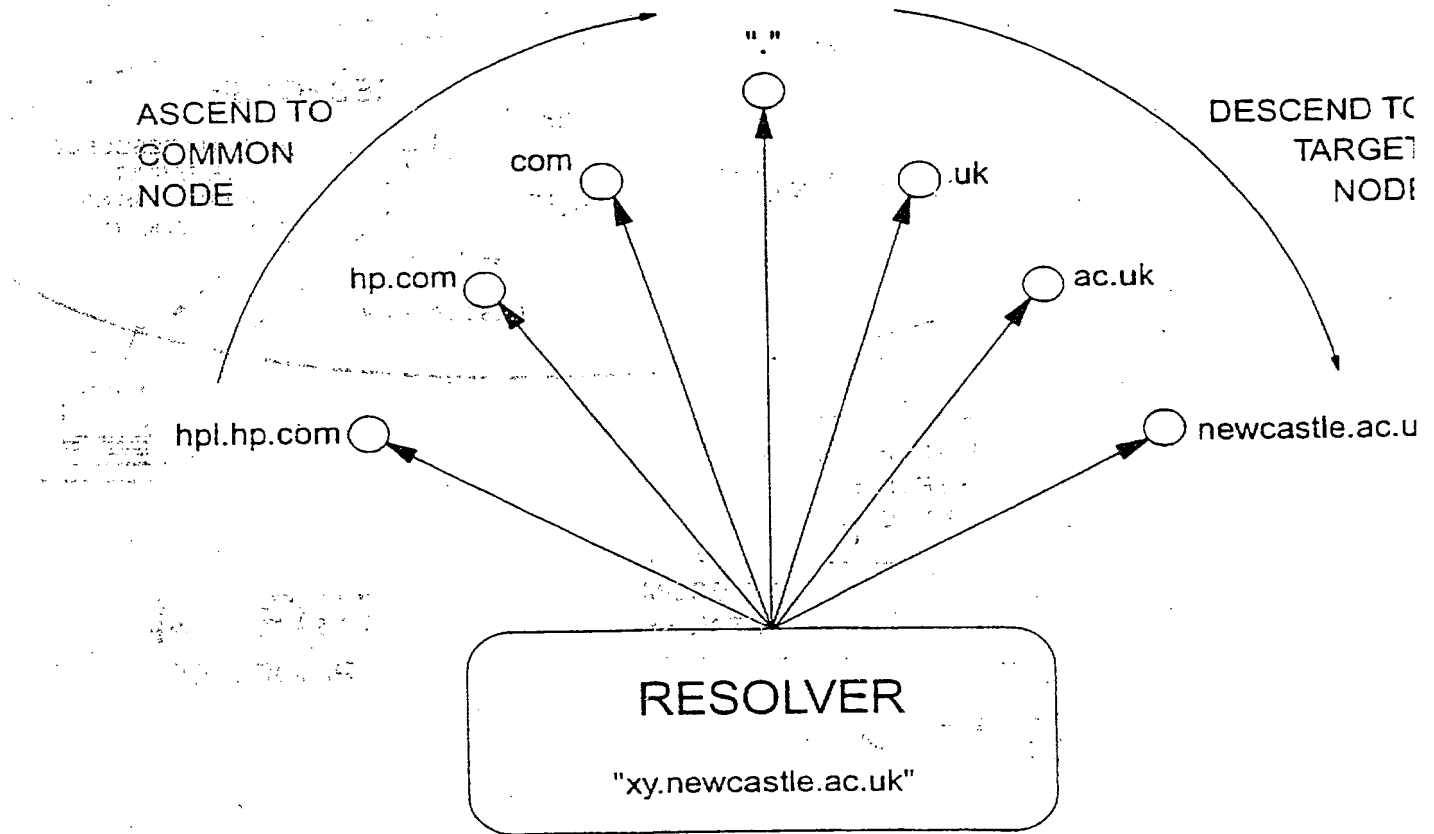 "."
ASCEND TO
COMMON
NODE
DESCEND TO
TARGET
NODE
com
.uk
hp.com
ac.uk
hpl.hp.com
newcastle.ac.u
RESOLVER
"xy.newcastle.ac.uk"